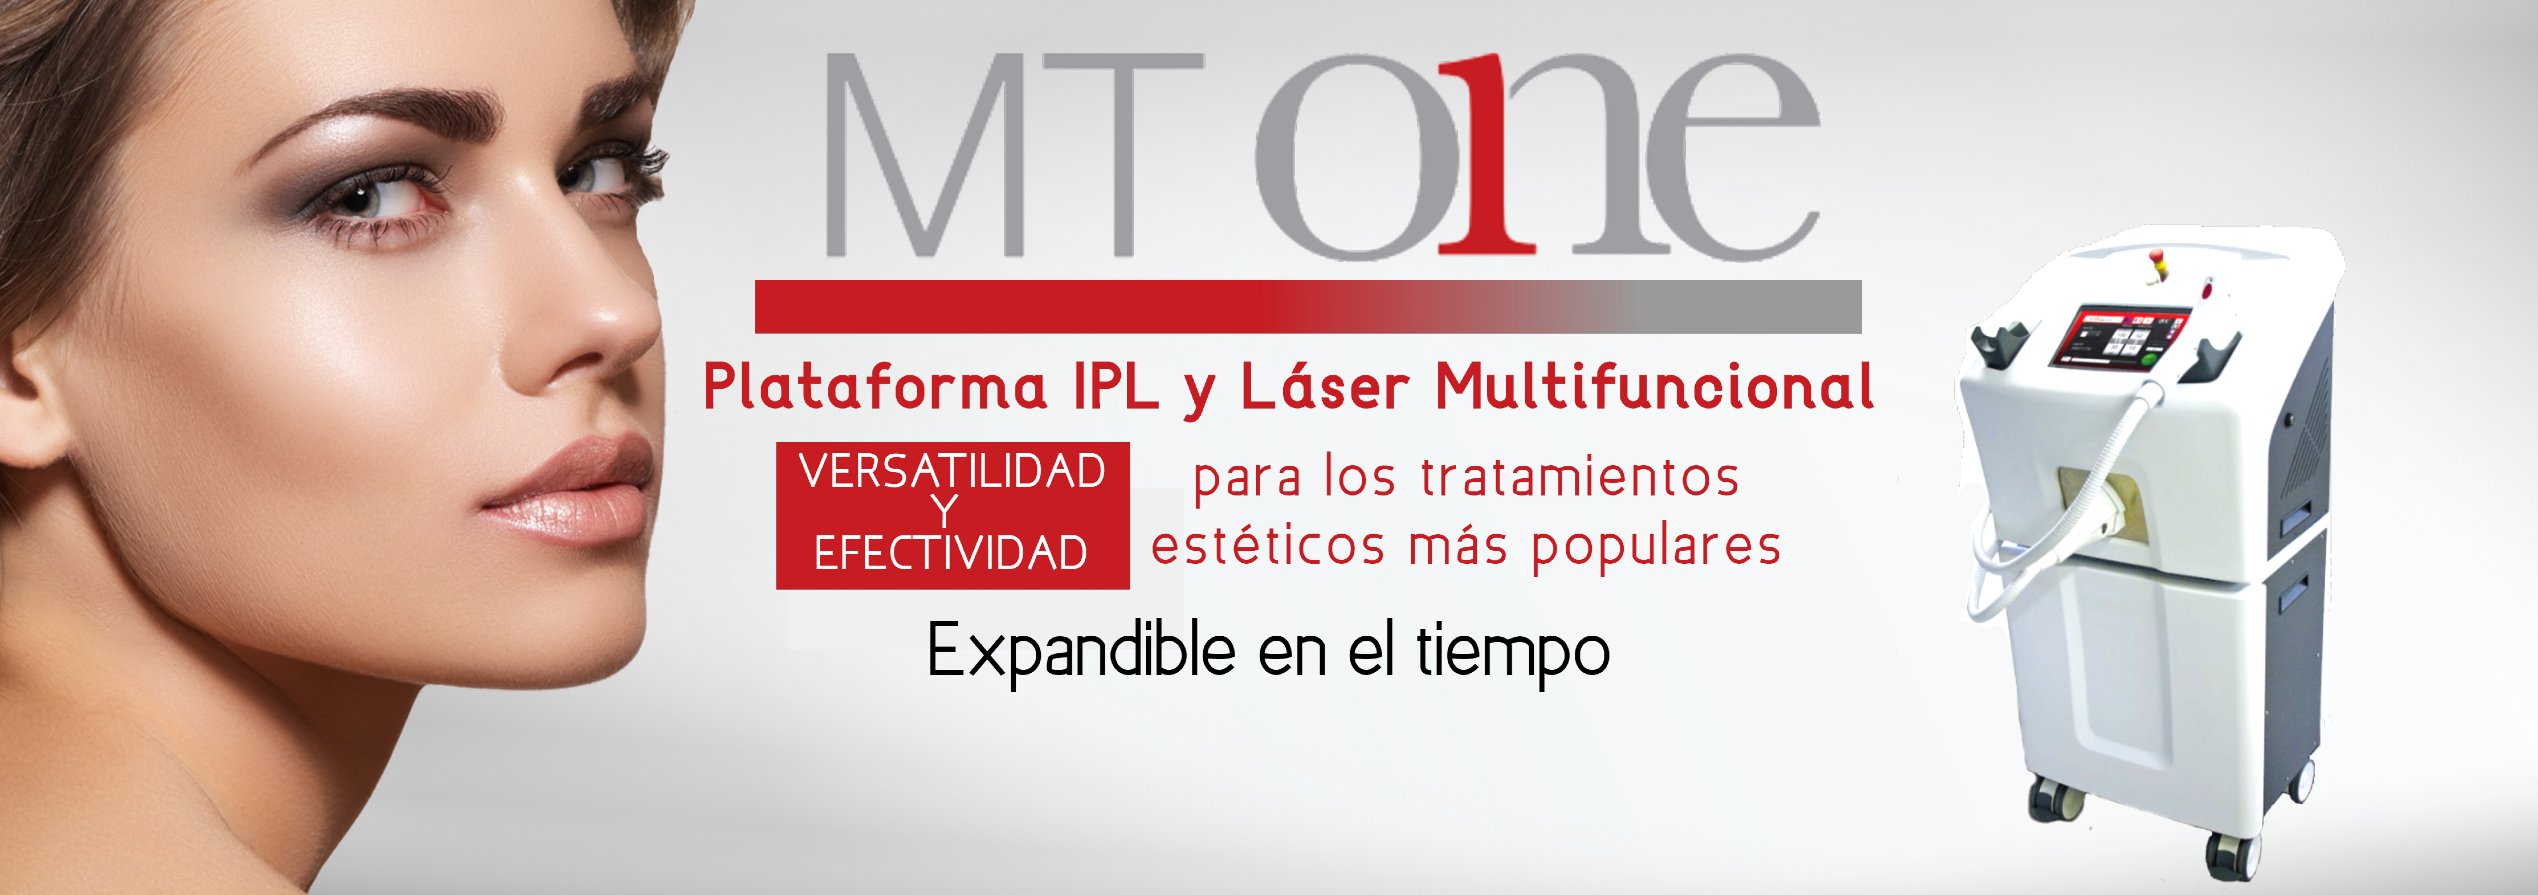 MT one
Plataforma IPL y Láser Multifuncional
VERSATILIDAD
Y
EFECTIVIDAD
para los tratamientos
estéticos más populares
Expandible en el tiempo